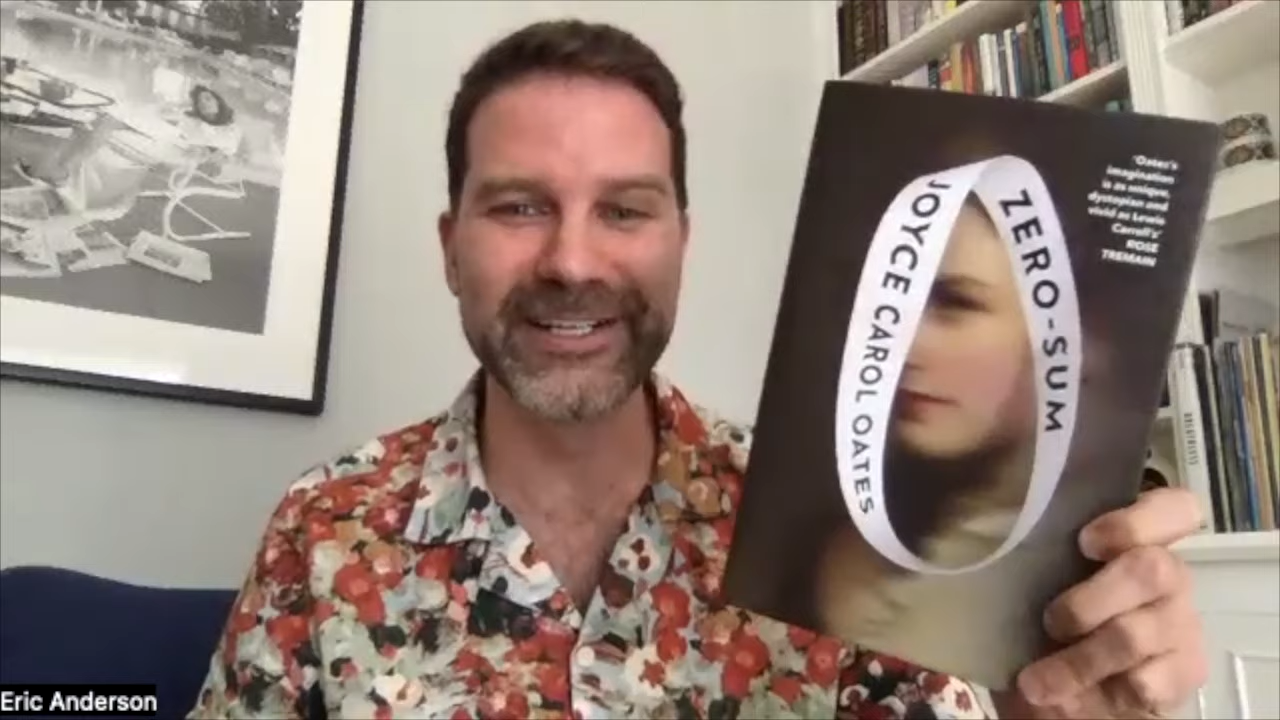 JOYCE CAROL OATES
ZERO-SUM
'Oates's
imagination
is as unique,
dystopian and
vivid as Lewis
Carroll's'
ROSE
TREMAIN
Eric Anderson